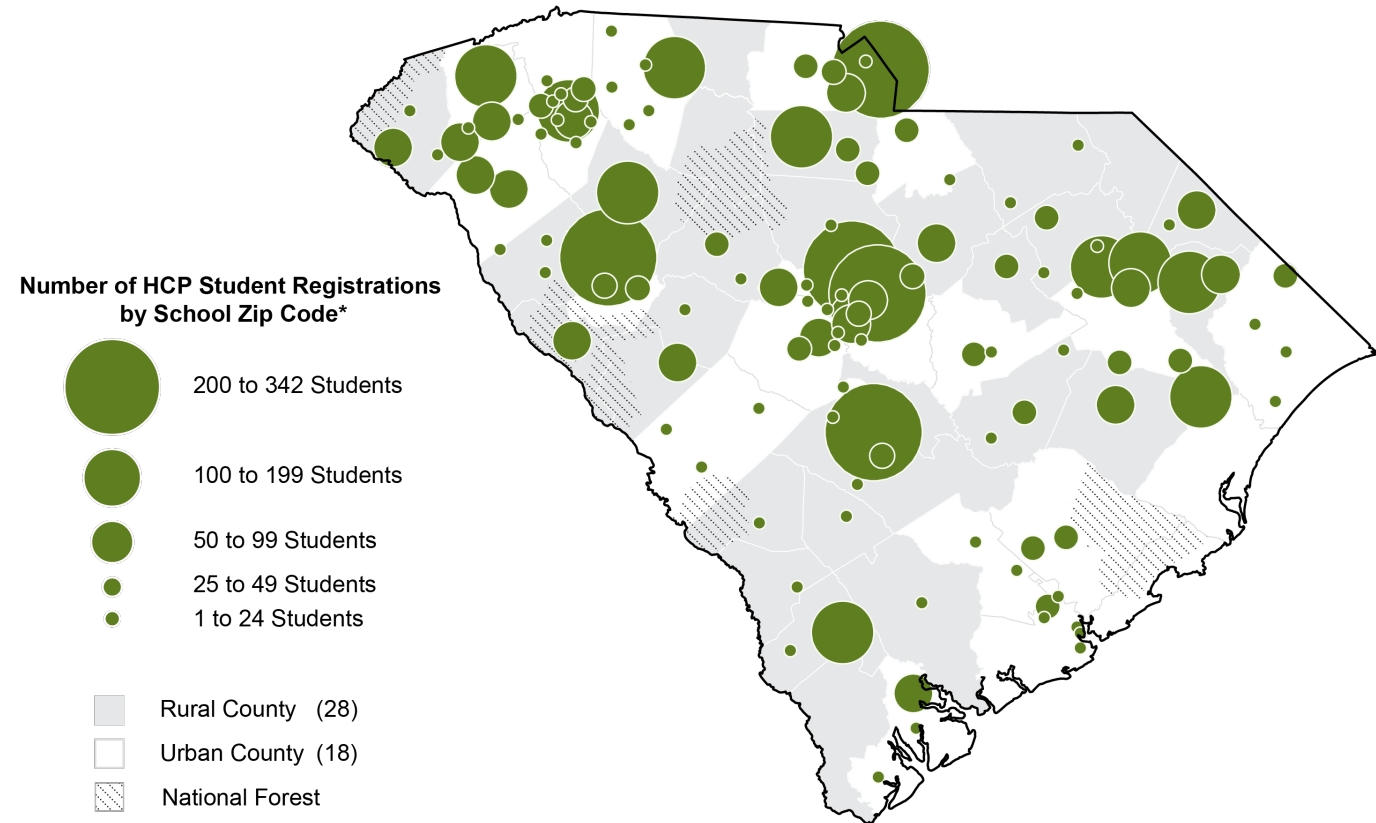 Number of HCP Student Registrations
by School Zip Code*
200 to 342 Students
100 to 199 Students
50 to 99 Students
25 to 49 Students
1 to 24 Students
Rural County (28)
Urban County (18)
National Forest